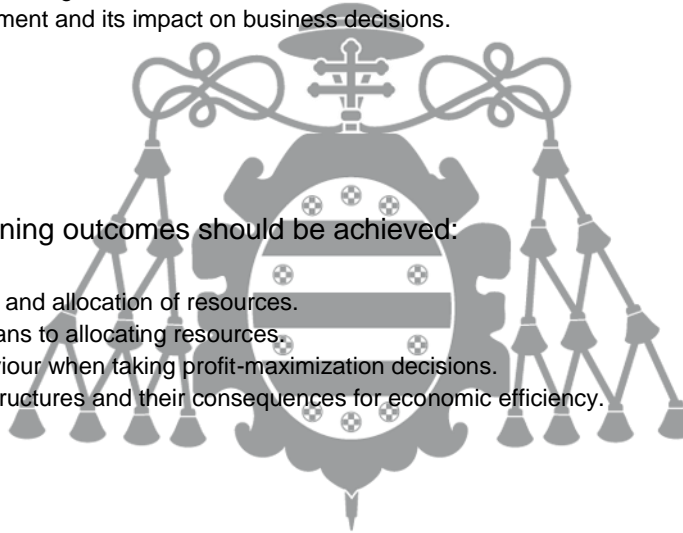 ment and its impact on business decisions.
ning outcomes should be achieved:
and allocation of resources.
ans to allocating resources.
viour when taking profit-maximization decisions.
ructures and their consequences for economic efficiency.